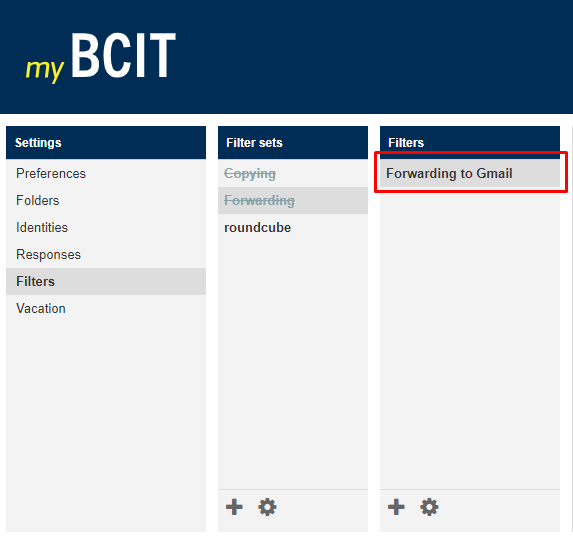 my BCIT
Settings
Preferences
Folders
Identities
Responses
Filters
Vacation
Filter sets
Copying
Forwarding
roundcube
Filters
Forwarding to Gmail